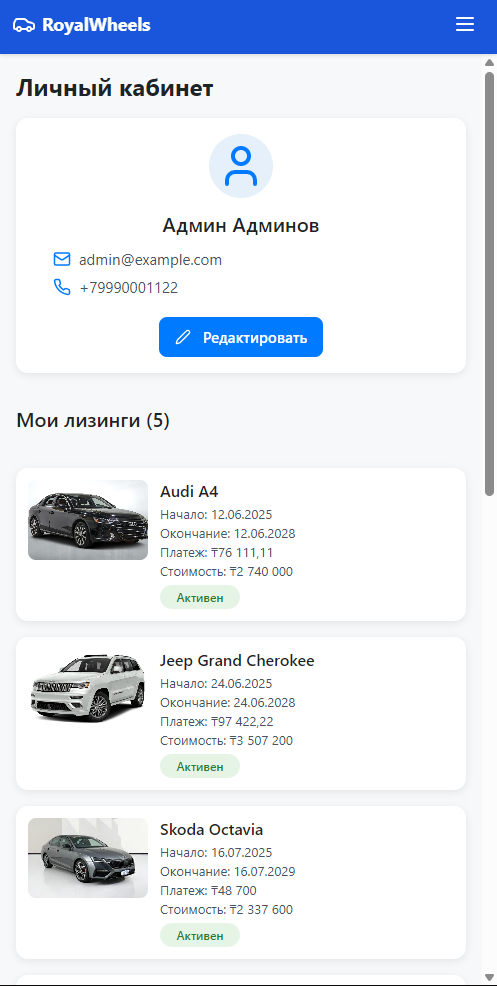 RoyalWheels
Личный кабинет
Админ Админов
admin@example.com
+79990001122
Редактировать
Мои лизинги (5)
Audi A4
Начало: 12.06.2025
Окончание: 12.06.2028
Платеж: ₸76 111,11
Стоимость: ₸2 740 000
Активен
Jeep Grand Cherokee
Начало: 24.06.2025
Окончание: 24.06.2028
Платеж: ₸97 422,22
Стоимость: ₸3 507 200
Активен
Skoda Octavia
Начало: 16.07.2025
Окончание: 16.07.2029
Платеж: ₸48 700
Стоимость: ₸2 337 600
Активен